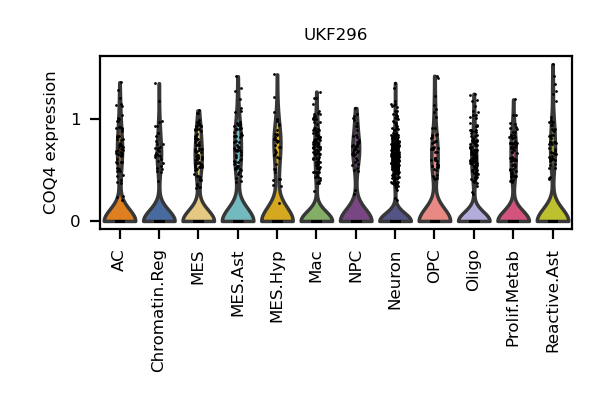 UKF296
COQ4 expression
1
0
AC
Chromatin.Reg
MES
MES.Ast
MES.Hyp
Mac
NPC
Neuron
OPC
Oligo
Prolif.Metab
Reactive.Ast